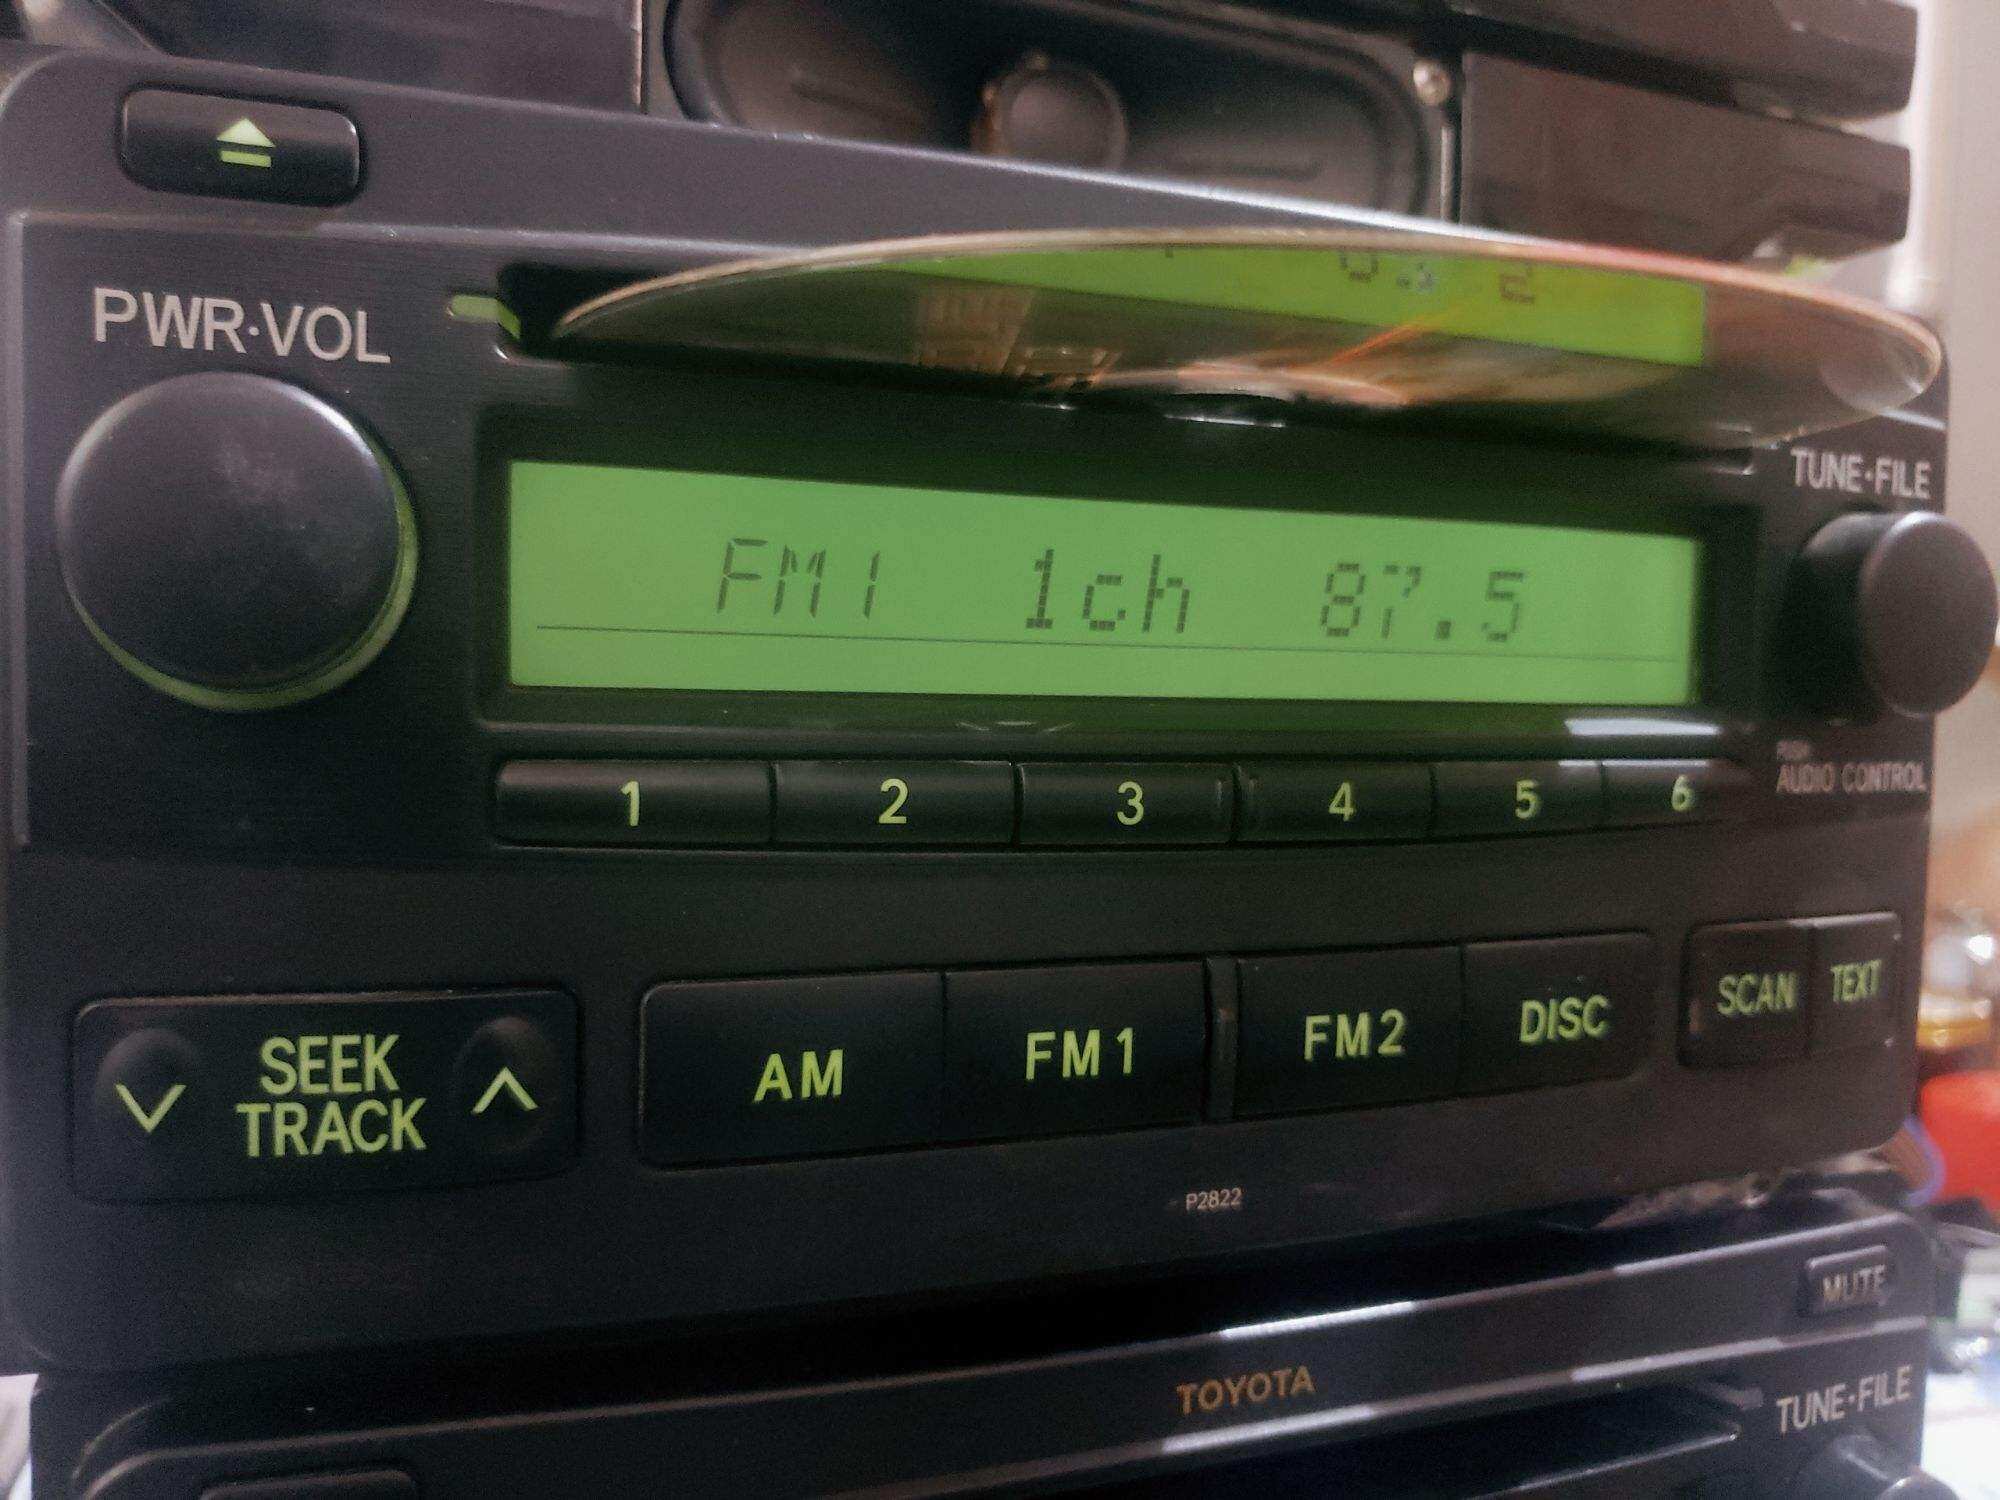 PWR·VOL
TUNE·FILE
FM1 1ch 87.5
PUSH
AUDIO CONTROL
1 2 3 4 5 6
SEEK
TRACK
AM FM1 FM2 DISC SCAN TEXT
P2822
MUTE
TOYOTA
TUNE·FILE